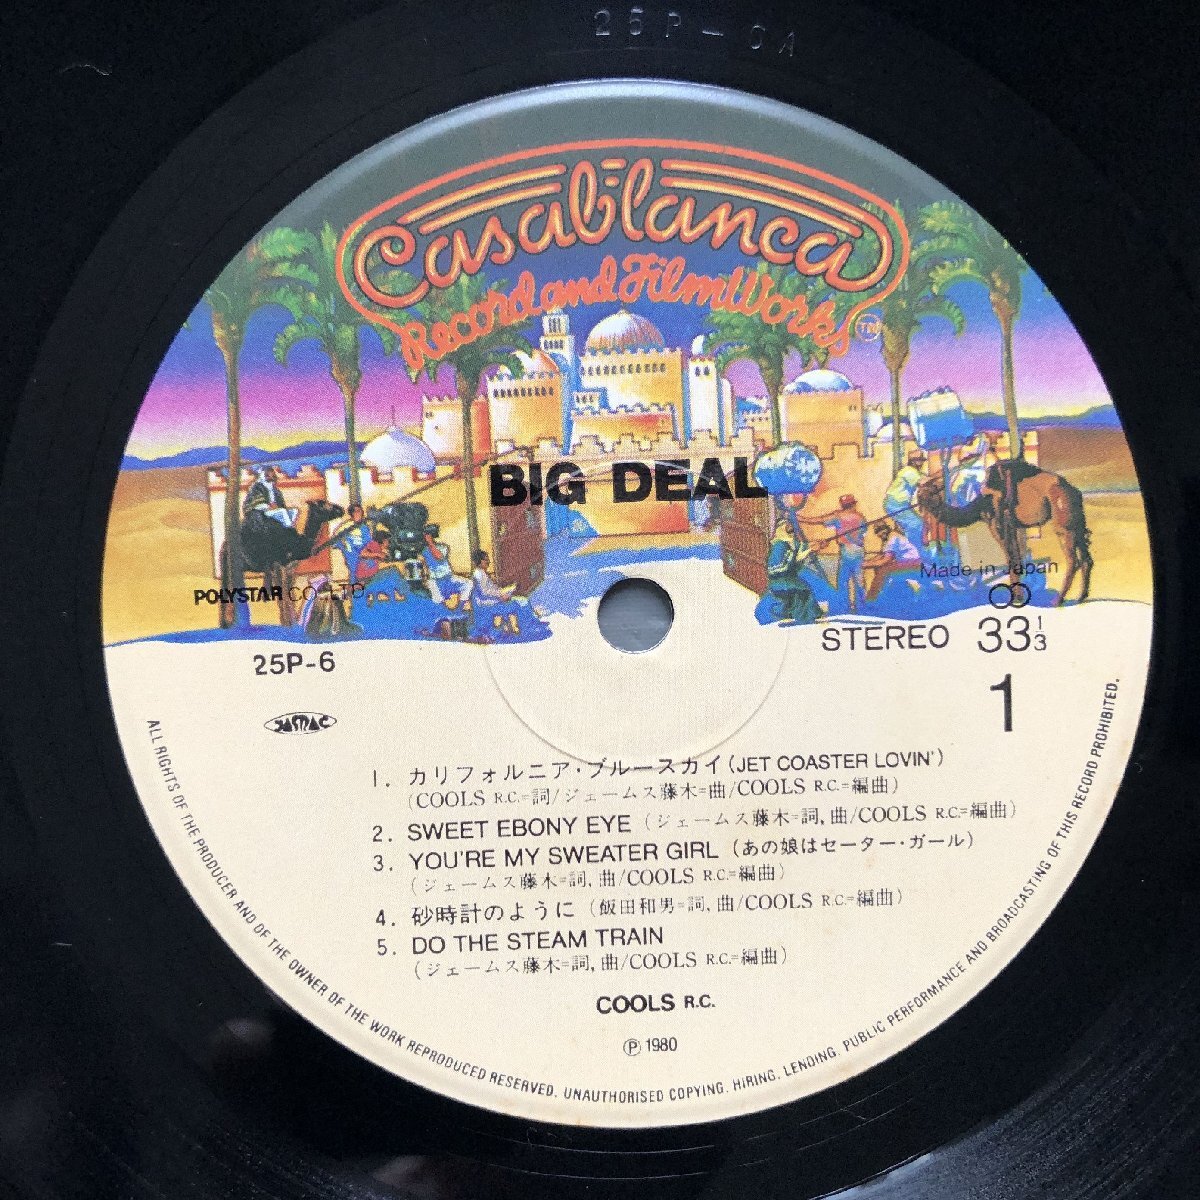 25P-6A
Casablanca
Record and FilmWorks
TM
BIG DEAL
POLYSTAR CO., LTD.
Made in Japan
25P-6
STEREO 33 1/3
JASRAC
1
1. カリフォルニア・ブルースカイ (JET COASTER LOVIN')
(COOLS R.C.=詞/ジェームス藤木=曲/COOLS R.C.=編曲)
2. SWEET EBONY EYE (ジェームス藤木=詞,曲/COOLS R.C.=編曲)
3. YOU'RE MY SWEATER GIRL (あの娘はセーター・ガール)
(ジェームス藤木=詞,曲/COOLS R.C.=編曲)
4. 砂時計のように (飯田和男=詞,曲/COOLS R.C.=編曲)
5. DO THE STEAM TRAIN
(ジェームス藤木=詞,曲/COOLS R.C.=編曲)
COOLS R.C.
Ⓟ 1980
ALL RIGHTS OF THE PRODUCER AND OF THE OWNER OF THE WORK REPRODUCED RESERVED. UNAUTHORISED COPYING, HIRING, LENDING, PUBLIC PERFORMANCE AND BROADCASTING OF THIS RECORD PROHIBITED.